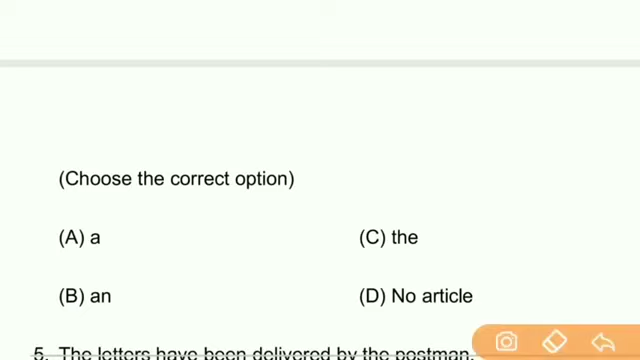 (Choose the correct option)
(A) a
(C) the
(B) an
(D) No article
5. The letters have been delivered by the postman.